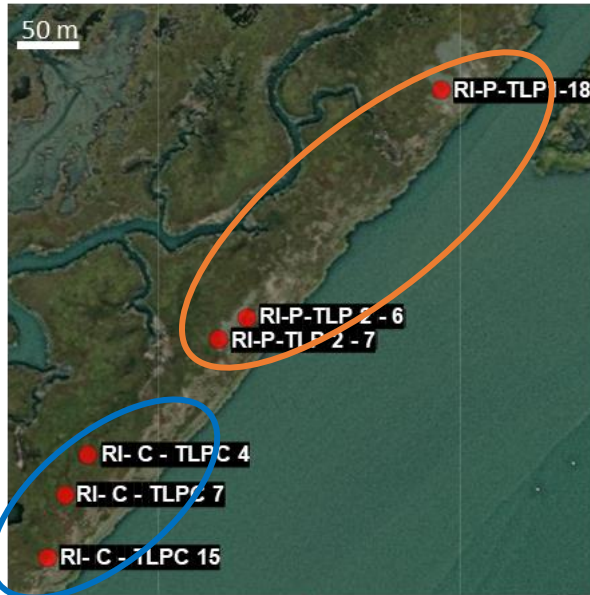 50 m
RI-P-TLP1-18
RI-P-TLP 2 - 6
RI-P-TLP 2 - 7
RI- C - TLPC 4
RI- C - TLPC 7
RI- C - TLPC 15